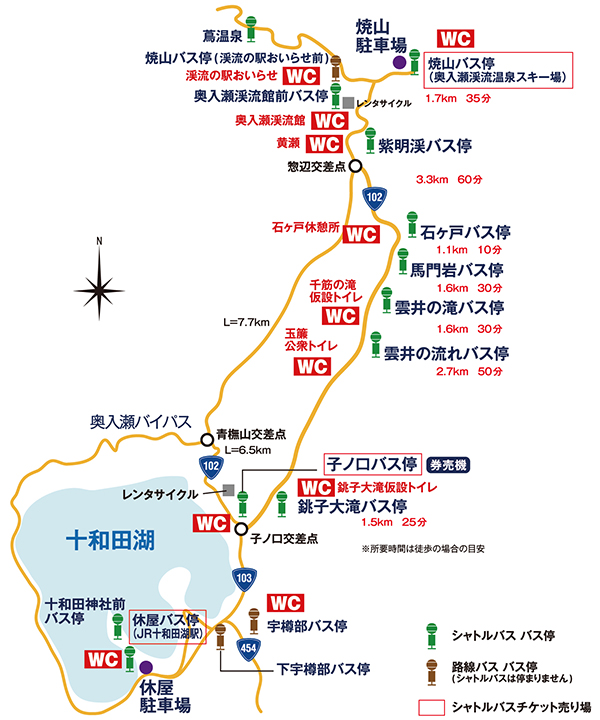 蔦温泉
焼山バス停(渓流の駅おいらせ前)
渓流の駅おいらせ
WC
焼山
駐車場
WC
焼山バス停
(奥入瀬渓流温泉スキー場)
1.7km 35分
奥入瀬渓流館前バス停
レンタサイクル
奥入瀬渓流館
WC
黄瀬
WC
紫明渓バス停
惣辺交差点
3.3km 60分
102
石ヶ戸休憩所
WC
石ヶ戸バス停
1.1km 10分
馬門岩バス停
1.6km 30分
N
千筋の滝
仮設トイレ
WC
雲井の滝バス停
1.6km 30分
L=7.7km
玉簾
公衆トイレ
WC
雲井の流れバス停
2.7km 50分
奥入瀬バイパス
青橅山交差点
L=6.5km
102
子ノ口バス停
券売機
レンタサイクル
WC
銚子大滝仮設トイレ
銚子大滝バス停
1.5km 25分
WC
子ノ口交差点
十和田湖
※所要時間は徒歩の場合の目安
103
十和田神社前
バス停
休屋バス停
(JR十和田湖駅)
WC
宇樽部バス停
454
WC
下宇樽部バス停
休屋
駐車場
シャトルバス バス停
路線バス バス停
(シャトルバスは停まりません)
シャトルバスチケット売り場